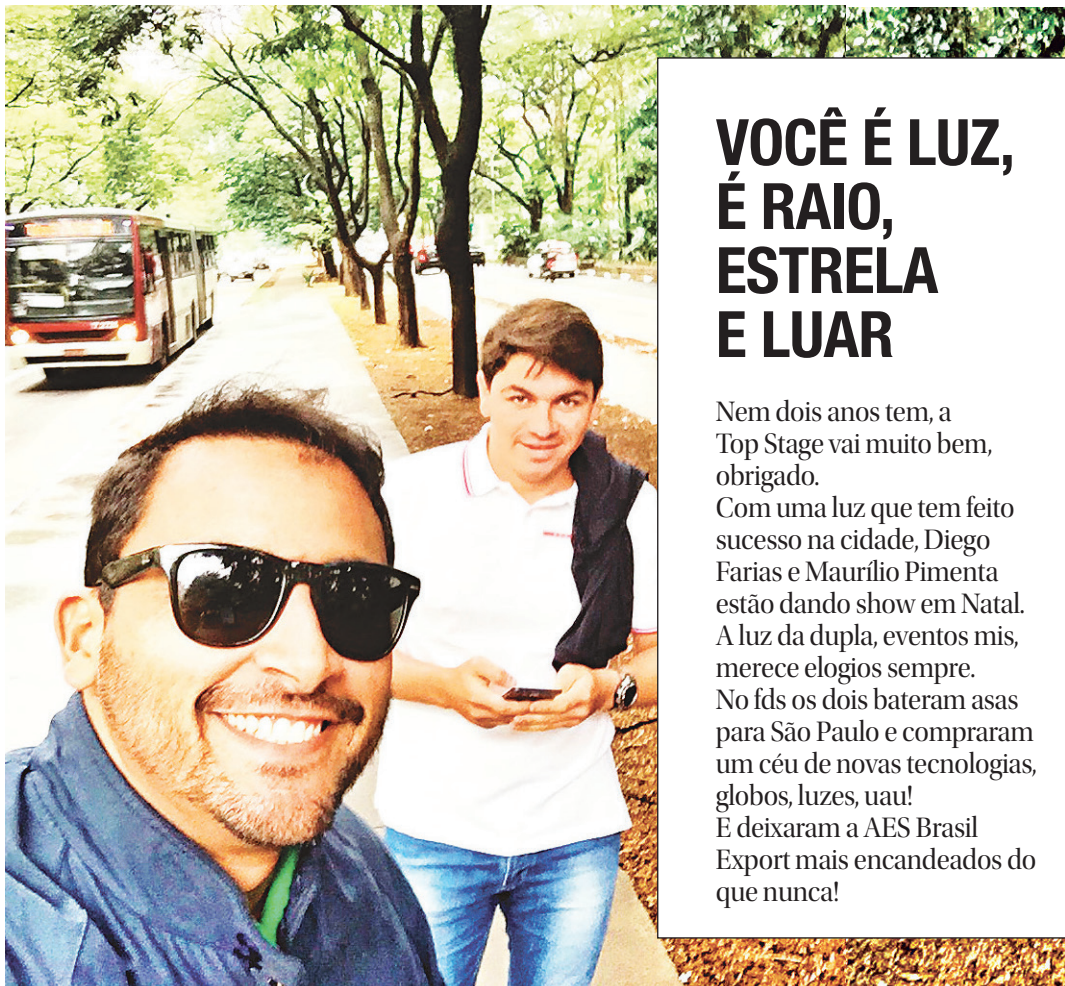 VOCÊ É LUZ,
É RAIO,
ESTRELA
E LUAR
Nem dois anos tem, a
Top Stage vai muito bem,
obrigado.
Com uma luz que tem feito
sucesso na cidade, Diego
Farias e Maurílio Pimenta
estão dando show em Natal.
A luz da dupla, eventos mis,
merece elogios sempre.
No fds os dois bateram asas
para São Paulo e compraram
um céu de novas tecnologias,
globos, luzes, uau!
E deixaram a AES Brasil
Export mais encandeados do
que nunca!